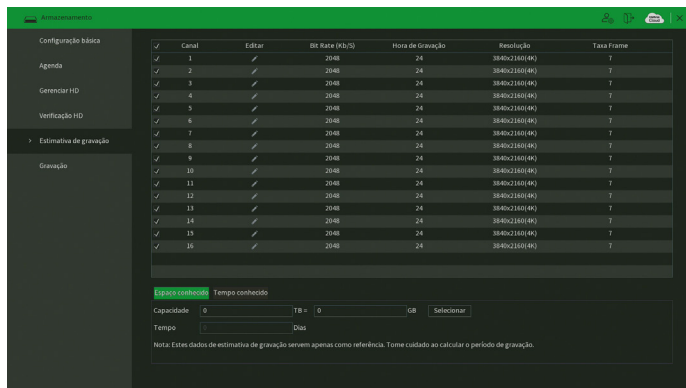 Armazenamento
Configuração básica
Agenda
Gerenciar HD
Verificação HD
> Estimativa de gravação
Gravação
Canal Editar Bit Rate (Kb/S) Hora de Gravação Resolução Taxa Frame
1 2048 24 3840x2160(4K) 7
2 2048 24 3840x2160(4K) 7
3 2048 24 3840x2160(4K) 7
4 2048 24 3840x2160(4K) 7
5 2048 24 3840x2160(4K) 7
6 2048 24 3840x2160(4K) 7
7 2048 24 3840x2160(4K) 7
8 2048 24 3840x2160(4K) 7
9 2048 24 3840x2160(4K) 7
10 2048 24 3840x2160(4K) 7
11 2048 24 3840x2160(4K) 7
12 2048 24 3840x2160(4K) 7
13 2048 24 3840x2160(4K) 7
14 2048 24 3840x2160(4K) 7
15 2048 24 3840x2160(4K) 7
16 2048 24 3840x2160(4K) 7
Espaço conhecido Tempo conhecido
Capacidade 0 TB = 0 GB Selecionar
Tempo Dias
Nota: Estes dados de estimativa de gravação servem apenas como referência. Tome cuidado ao calcular o período de gravação.